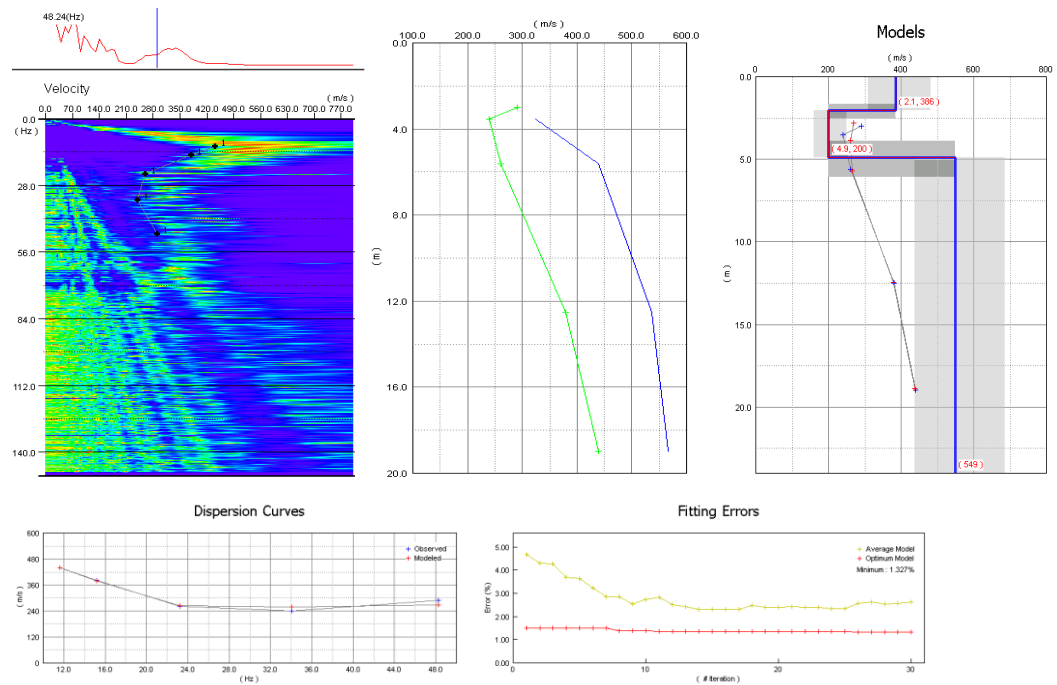 48.24(Hz)
Velocity
( m/s )
0.0 70.0 140.0 210.0 280.0 350.0 420.0 490.0 560.0 630.0 700.0 770.0
0.0
( Hz )
28.0
56.0
84.0
112.0
140.0
( m/s )
100.0 200.0 300.0 400.0 500.0 600.0
0.0
4.0
8.0
( m )
12.0
16.0
20.0
Models
( m/s )
0 200 400 600 800
0.0
( 2.1, 386)
( 4.9, 200)
5.0
10.0
( m )
15.0
20.0
( 549)
Dispersion Curves
600
Observed
Modeled
480
360
( m/s )
240
120
0
12.0 16.0 20.0 24.0 28.0 32.0 36.0 40.0 44.0 48.0
( Hz )
Fitting Errors
5.00
Average Model
Optimum Model
Minimum : 1.327%
4.00
3.00
Error (%)
2.00
1.00
0.00
10 20 30
( # Iteration )